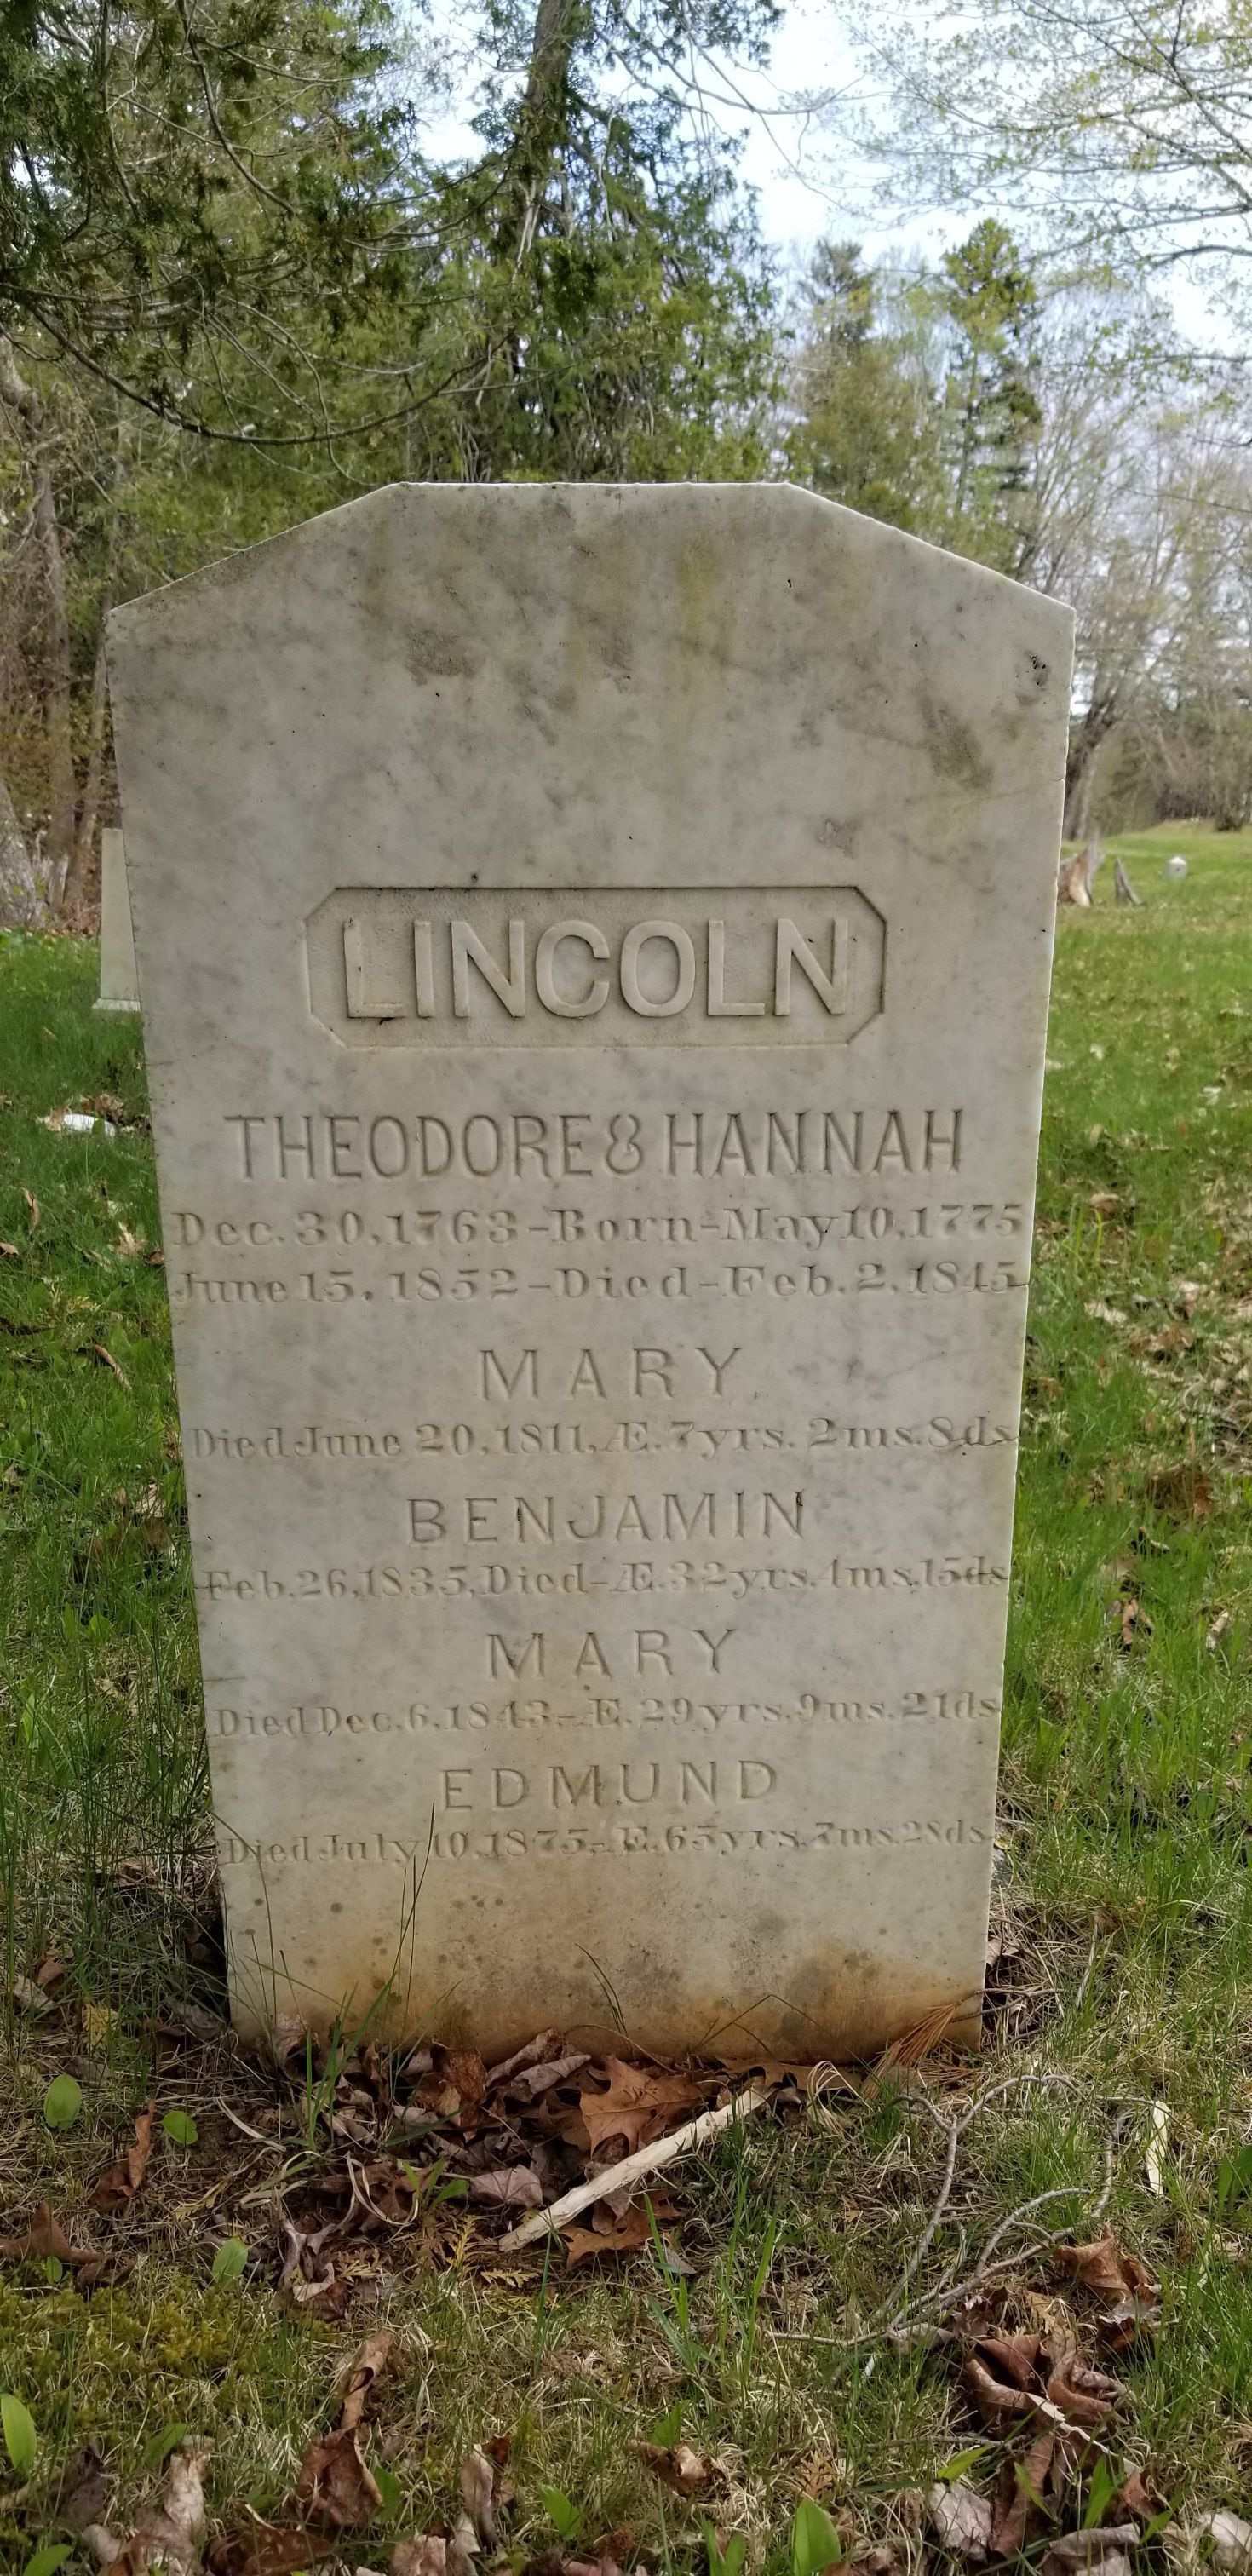 LINCOLN
THEODORE & HANNAH
Dec. 30, 1763 - Born - May 10, 1775
June 15, 1852 - Died - Feb. 2, 1845
MARY
Died June 20, 1811, Æ. 7 yrs. 2 ms. 8 ds.
BENJAMIN
Feb. 26, 1835, Died - Æ. 32 yrs. 4 ms. 15 ds.
MARY
Died Dec. 6, 1843 - Æ. 29 yrs. 9 ms. 21 ds.
EDMUND
Died July 10, 1875 - Æ. 65 yrs. 7 ms. 28 ds.